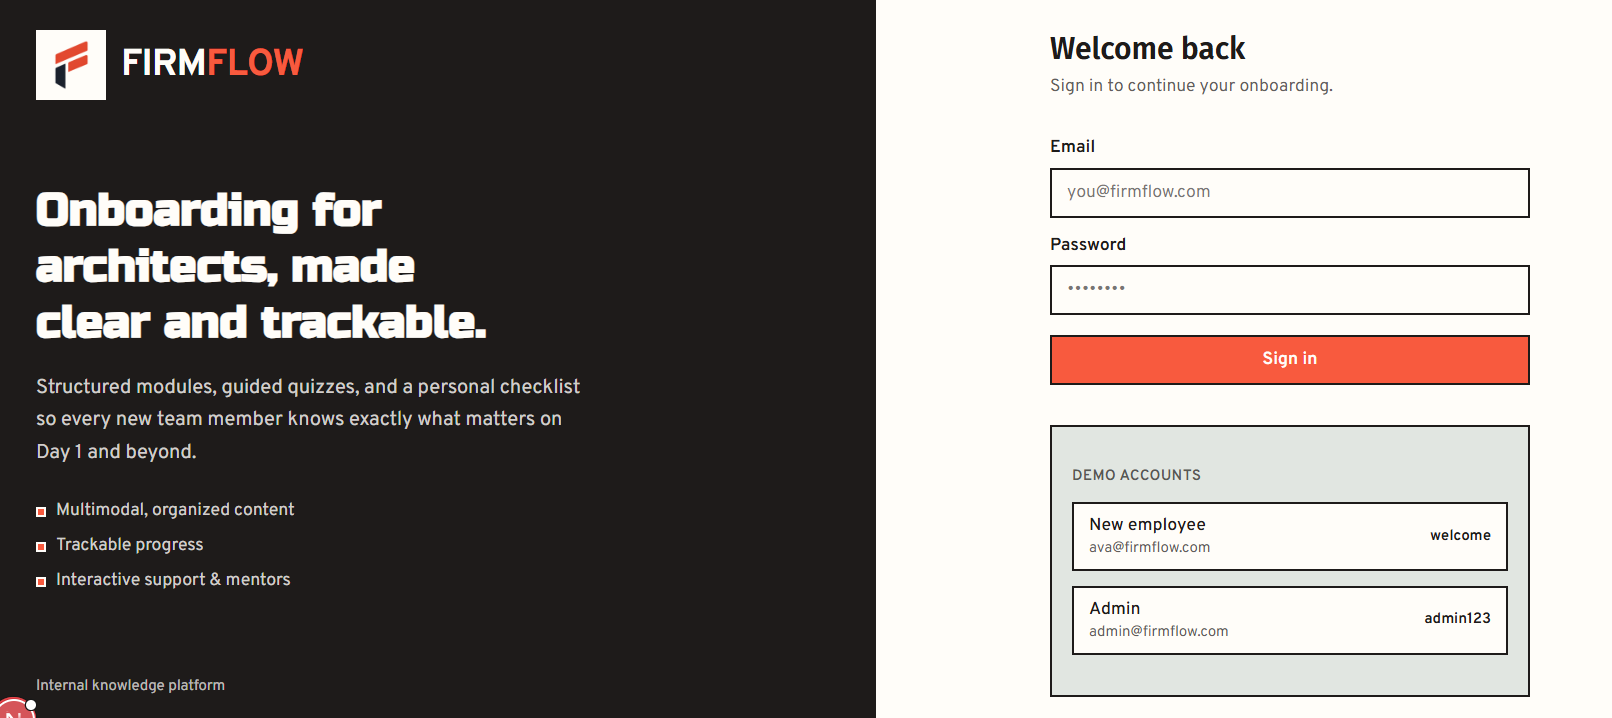 FIRMFLOW
Onboarding for
architects, made
clear and trackable.
Structured modules, guided quizzes, and a personal checklist
so every new team member knows exactly what matters on
Day 1 and beyond.
Multimodal, organized content
Trackable progress
Interactive support & mentors
Internal knowledge platform
Welcome back
Sign in to continue your onboarding.
Email
you@firmflow.com
Password
••••••••
Sign in
DEMO ACCOUNTS
New employee
ava@firmflow.com
welcome
Admin
admin@firmflow.com
admin123